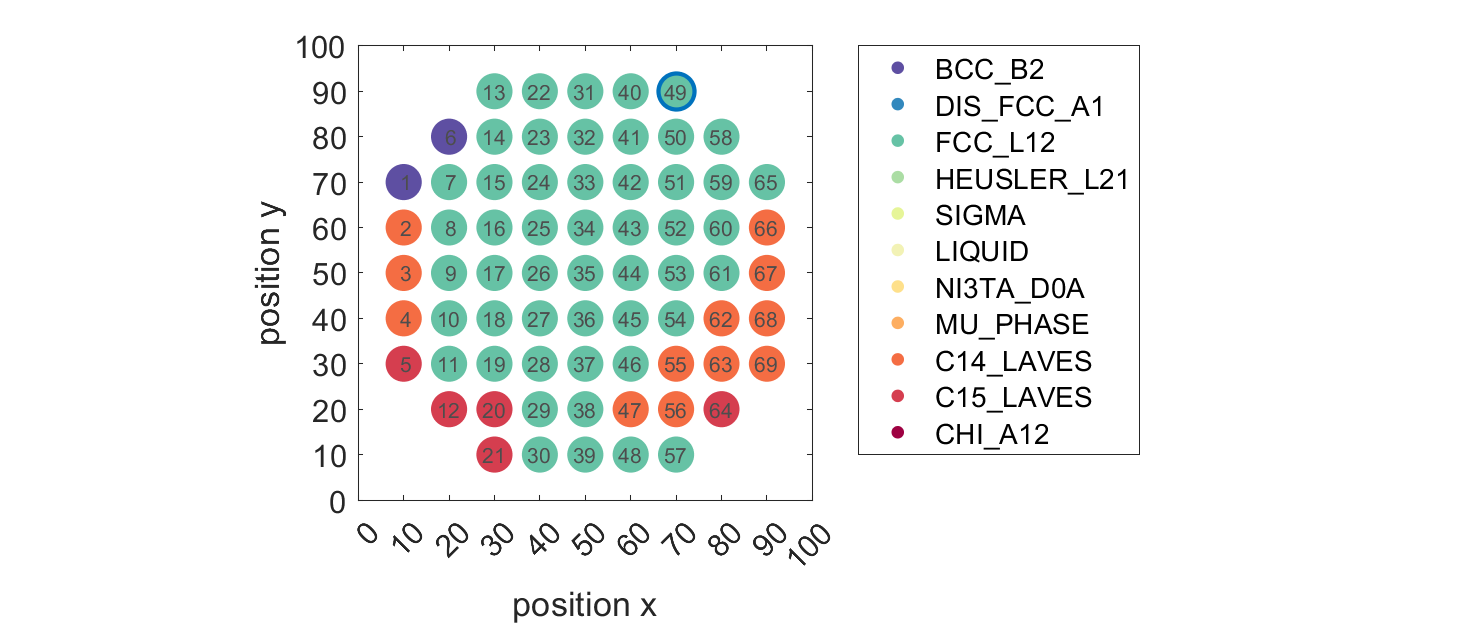 100
90
80
70
60
50
40
30
20
10
0
position y
13 22 31 40 49
6 14 23 32 41 50 58
1 7 15 24 33 42 51 59 65
2 8 16 25 34 43 52 60 66
3 9 17 26 35 44 53 61 67
4 10 18 27 36 45 54 62 68
5 11 19 28 37 46 55 63 69
12 20 29 38 47 56 64
21 30 39 48 57
0 10 20 30 40 50 60 70 80 90 100
position x
BCC_B2
DIS_FCC_A1
FCC_L12
HEUSLER_L21
SIGMA
LIQUID
NI3TA_D0A
MU_PHASE
C14_LAVES
C15_LAVES
CHI_A12